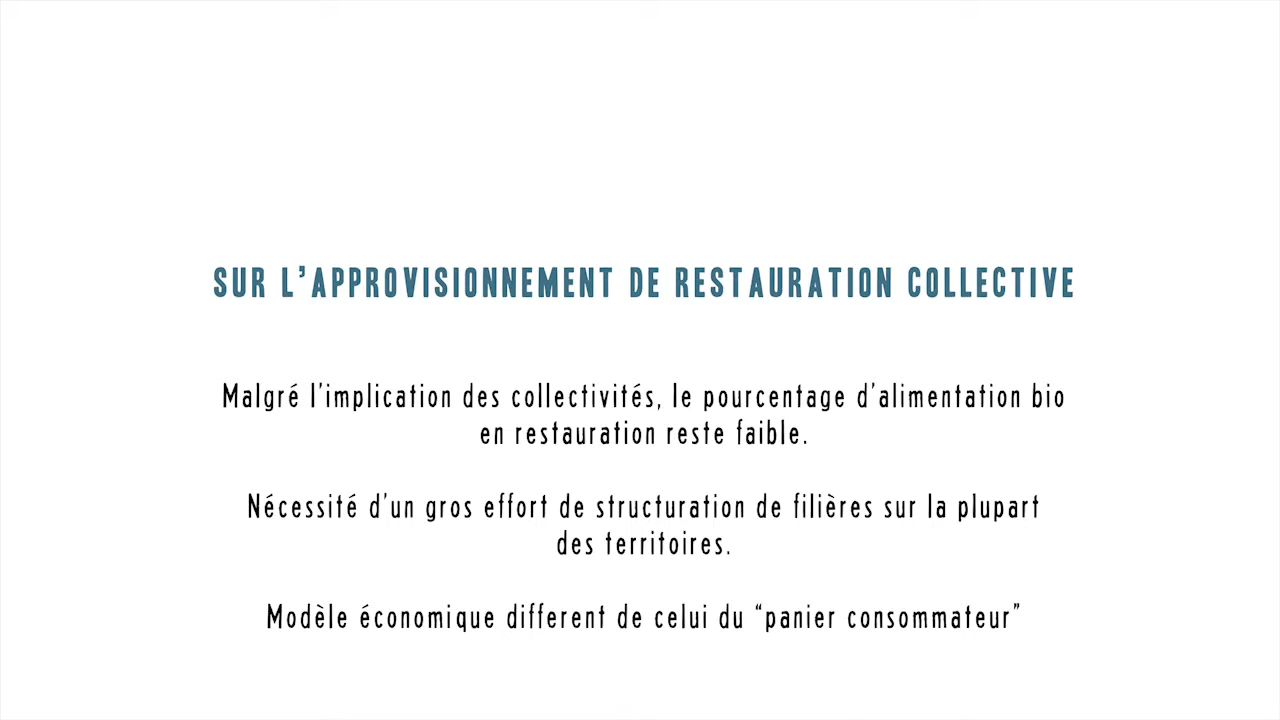 SUR L’APPROVISIONNEMENT DE RESTAURATION COLLECTIVE
Malgré l’implication des collectivités, le pourcentage d’alimentation bio
en restauration reste faible.
Nécessité d’un gros effort de structuration de filières sur la plupart
des territoires.
Modèle économique different de celui du “panier consommateur”